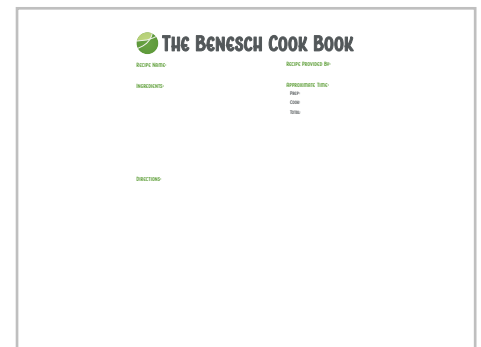 The Benesch Cook Book
Recipe Name:
Recipe Provided By:
Ingredients:
Approximate Time:
Prep:
Cook:
Total:
Directions: